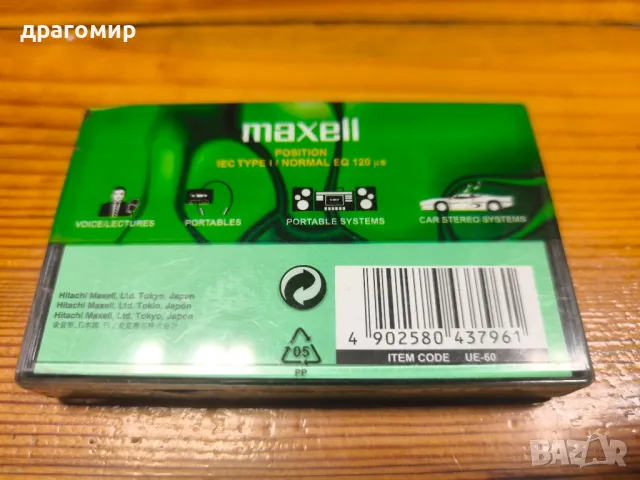 драгомир
maxell
POSITION
IEC TYPE I / NORMAL EQ 120 μs
VOICE/LECTURES
PORTABLES
PORTABLE SYSTEMS
CAR STEREO SYSTEMS
Hitachi Maxell, Ltd. Tokyo, Japan
Hitachi Maxell, Ltd. Tokio, Japón
Hitachi Maxell, Ltd. Tokyo, Japan
4 902580 437961
ITEM CODE UE-60
05
PP
BAZAR